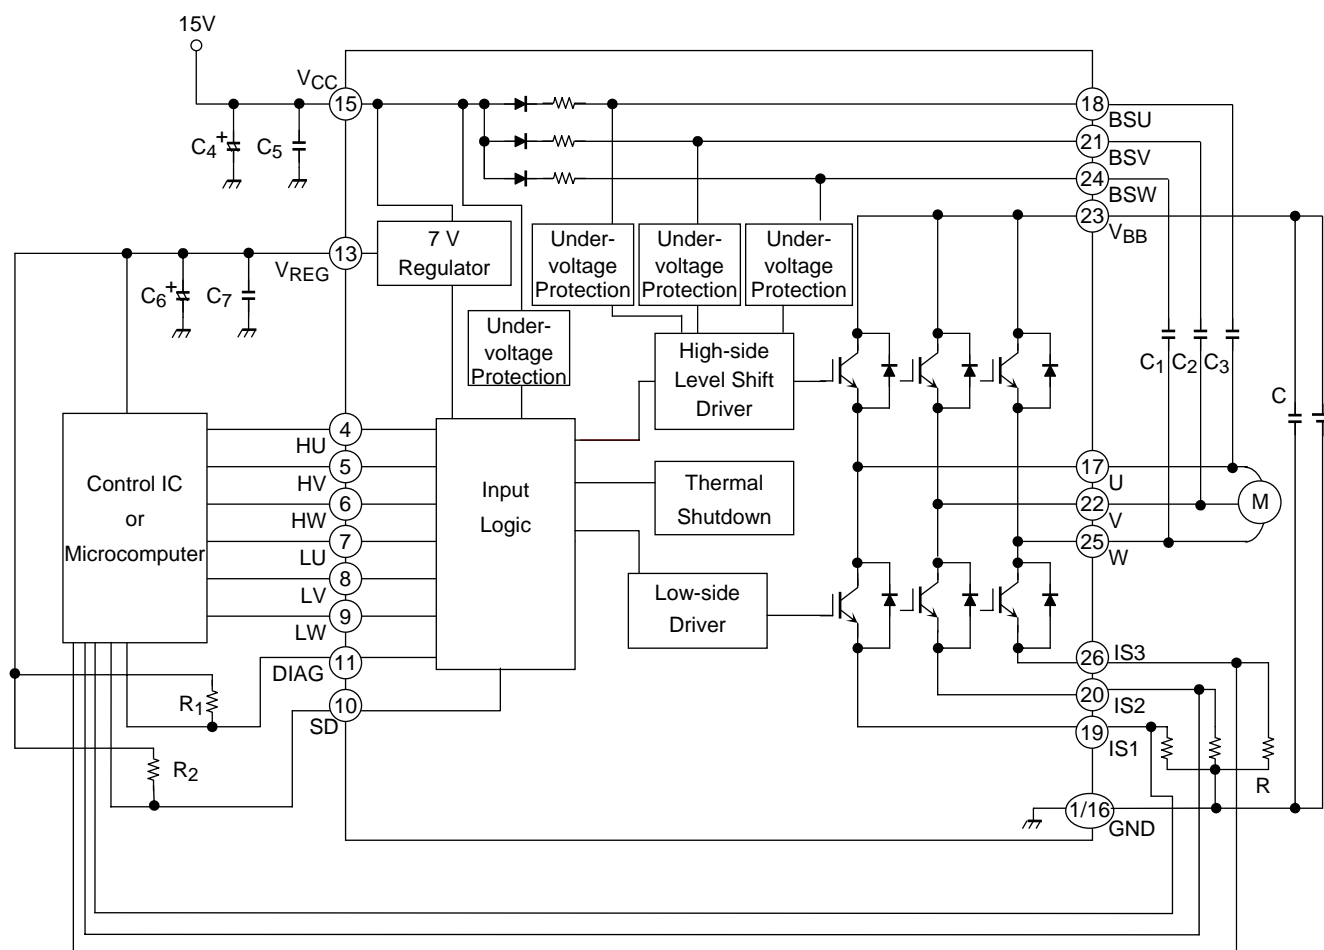 15V
VCC
15
18
BSU
C4
+
C5
21
BSV
24
BSW
23
VBB
13
VREG
7 V
Regulator
Under-
voltage
Protection
Under-
voltage
Protection
Under-
voltage
Protection
C6
+
C7
Under-
voltage
Protection
High-side
Level Shift
Driver
C1
C2
C3
C
Control IC
or
Microcomputer
4
HU
5
HV
6
HW
7
LU
8
LV
9
LW
11
DIAG
10
SD
Input
Logic
Thermal
Shutdown
Low-side
Driver
17
U
22
V
25
W
M
26
IS3
20
IS2
19
IS1
R1
R2
R
1/16
GND